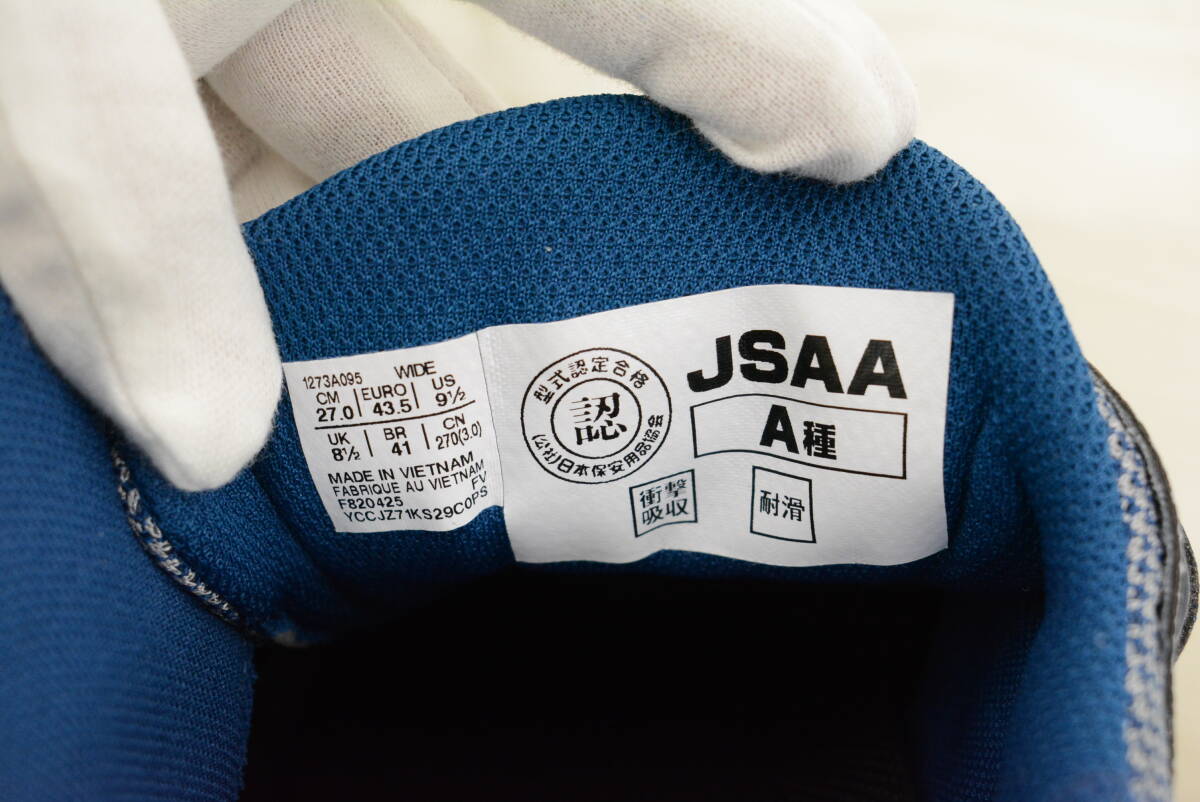 1273A095 WIDE
CM EURO US
27.0 43.5 9½
UK BR CN
8½ 41 270(3.0)
MADE IN VIETNAM
FABRIQUE AU VIETNAM
F820425 FV
YCCJZ71KS29C0PS
型式認定合格
認
(公社)日本保安用品協会
JSAA
A種
衝撃
吸収
耐滑